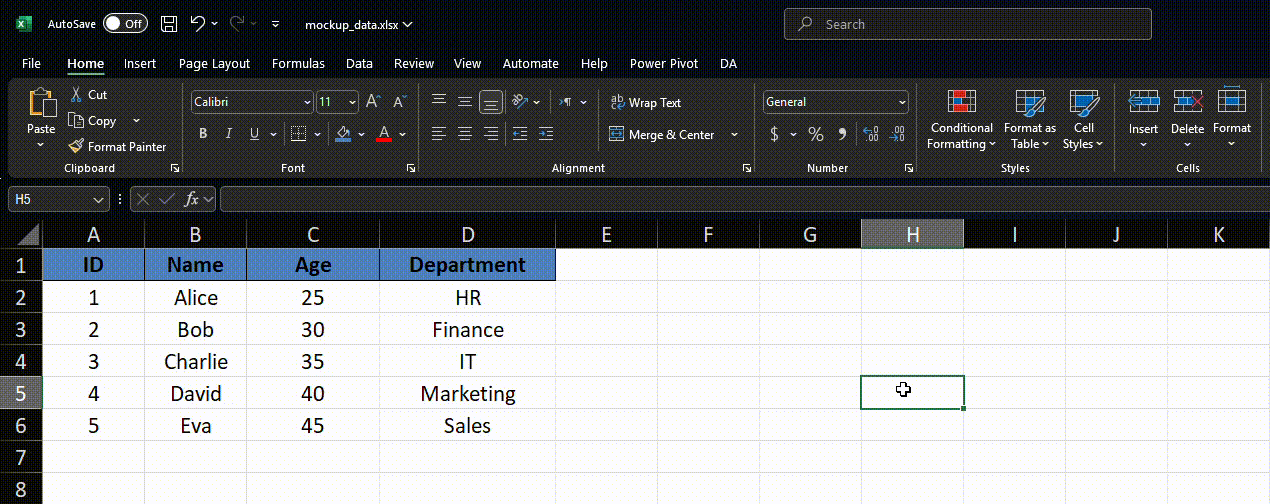 AutoSave Off mockup_data.xlsx Search
File Home Insert Page Layout Formulas Data Review View Automate Help Power Pivot DA
Paste Cut Copy Format Painter
Clipboard
Calibri 11
B I U A
Font
Wrap Text
Merge & Center
Alignment
General
$ % 9
Number
Conditional Formatting Format as Table Cell Styles
Styles
Insert Delete Format
Cells
H5 fx
A B C D E F G H I J K
1 ID Name Age Department
2 1 Alice 25 HR
3 2 Bob 30 Finance
4 3 Charlie 35 IT
5 4 David 40 Marketing
6 5 Eva 45 Sales
7
8